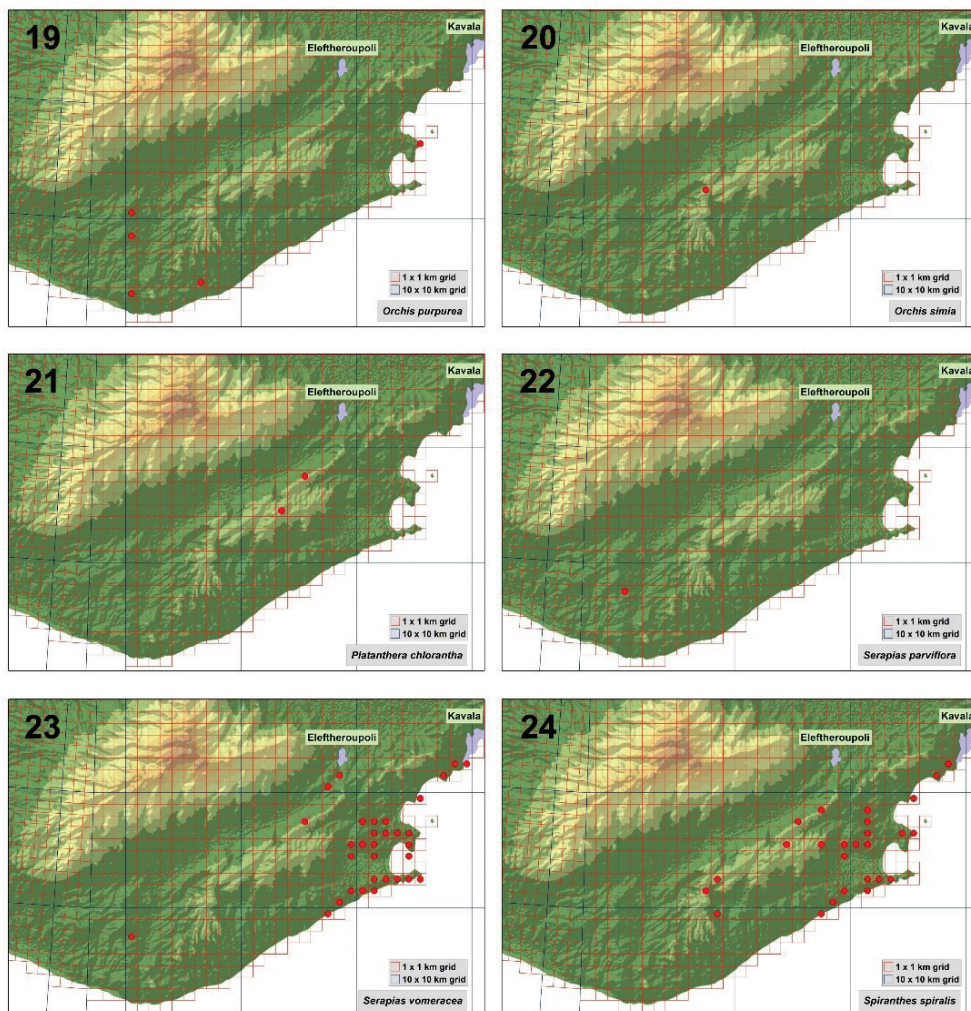 19
Kavala
Eleftheroupoli
1 x 1 km grid
10 x 10 km grid
Orchis purpurea
20
Kavala
Eleftheroupoli
1 x 1 km grid
10 x 10 km grid
Orchis simia
21
Kavala
Eleftheroupoli
1 x 1 km grid
10 x 10 km grid
Platanthera chlorantha
22
Kavala
Eleftheroupoli
1 x 1 km grid
10 x 10 km grid
Serapias parviflora
23
Kavala
Eleftheroupoli
1 x 1 km grid
10 x 10 km grid
Serapias vomeracea
24
Kavala
Eleftheroupoli
1 x 1 km grid
10 x 10 km grid
Spiranthes spiralis